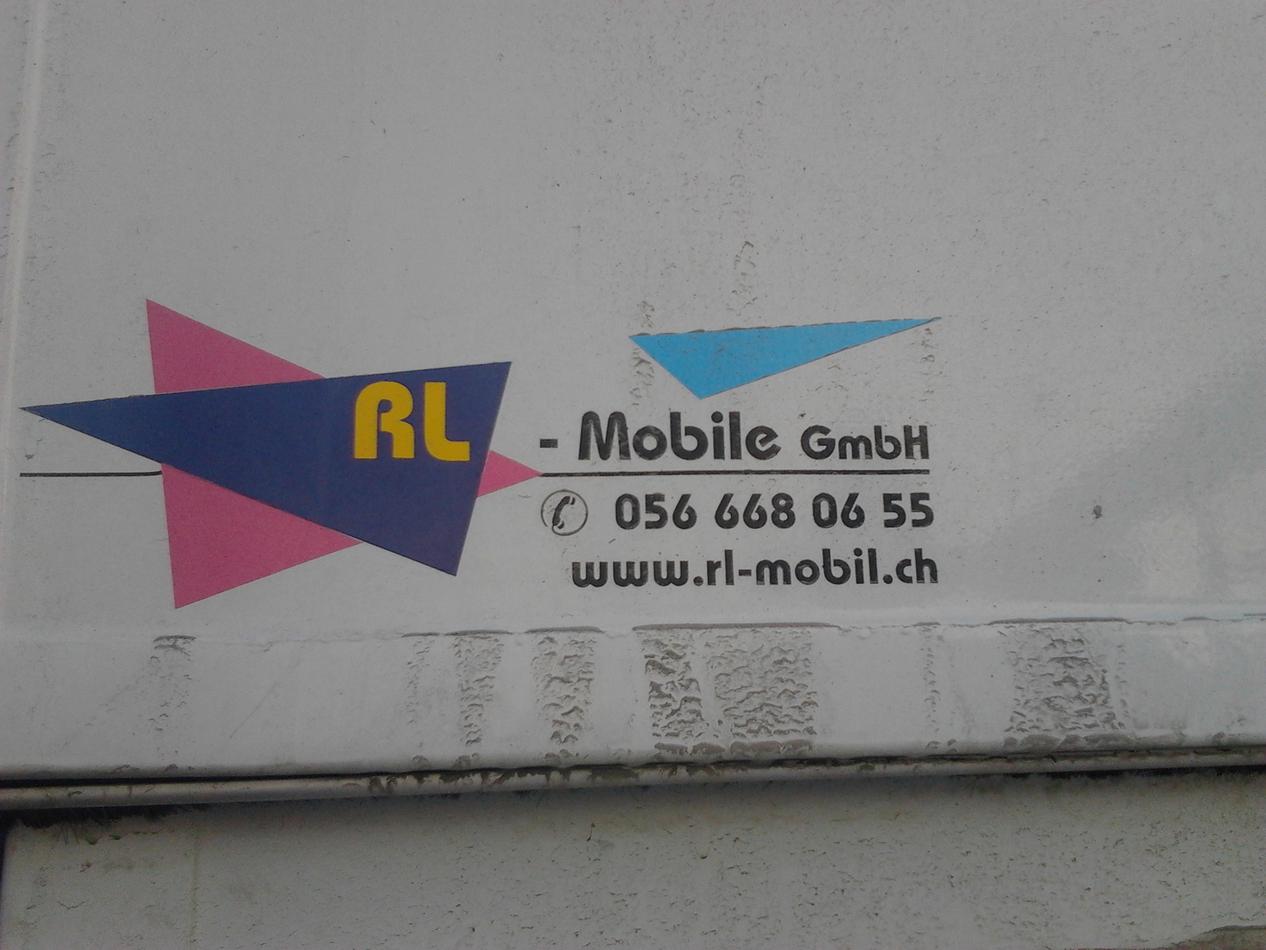 RL - Mobile GmbH
✆ 056 668 06 55
www.rl-mobil.ch